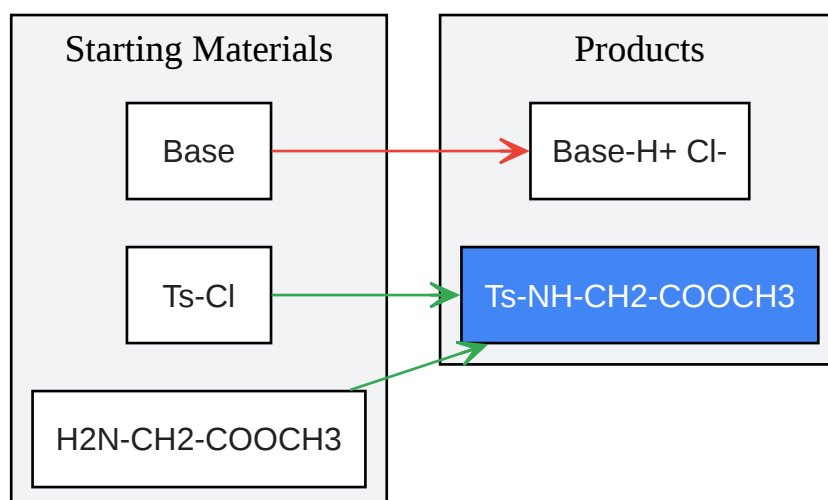 Starting Materials
Base
Ts-Cl
H2N-CH2-COOCH3
Products
Base-H+ Cl-
Ts-NH-CH2-COOCH3